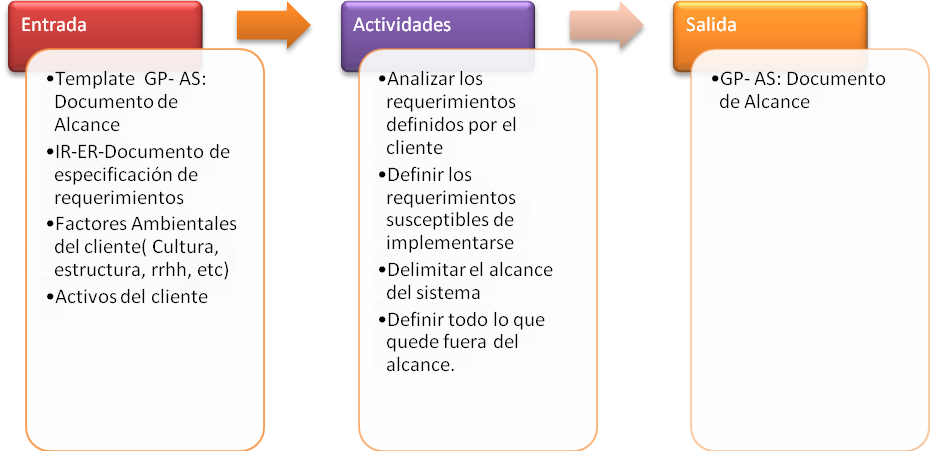 Entrada
•Template GP- AS:
Documento de
Alcance
•IR-ER-Documento de
especificación de
requerimientos
•Factores Ambientales
del cliente( Cultura,
estructura, rrhh, etc)
•Activos del cliente
Actividades
•Analizar los
requerimientos
definidos por el
cliente
•Definir los
requerimientos
susceptibles de
implementarse
•Delimitar el alcance
del sistema
•Definir todo lo que
quede fuera del
alcance.
Salida
•GP- AS: Documento
de Alcance